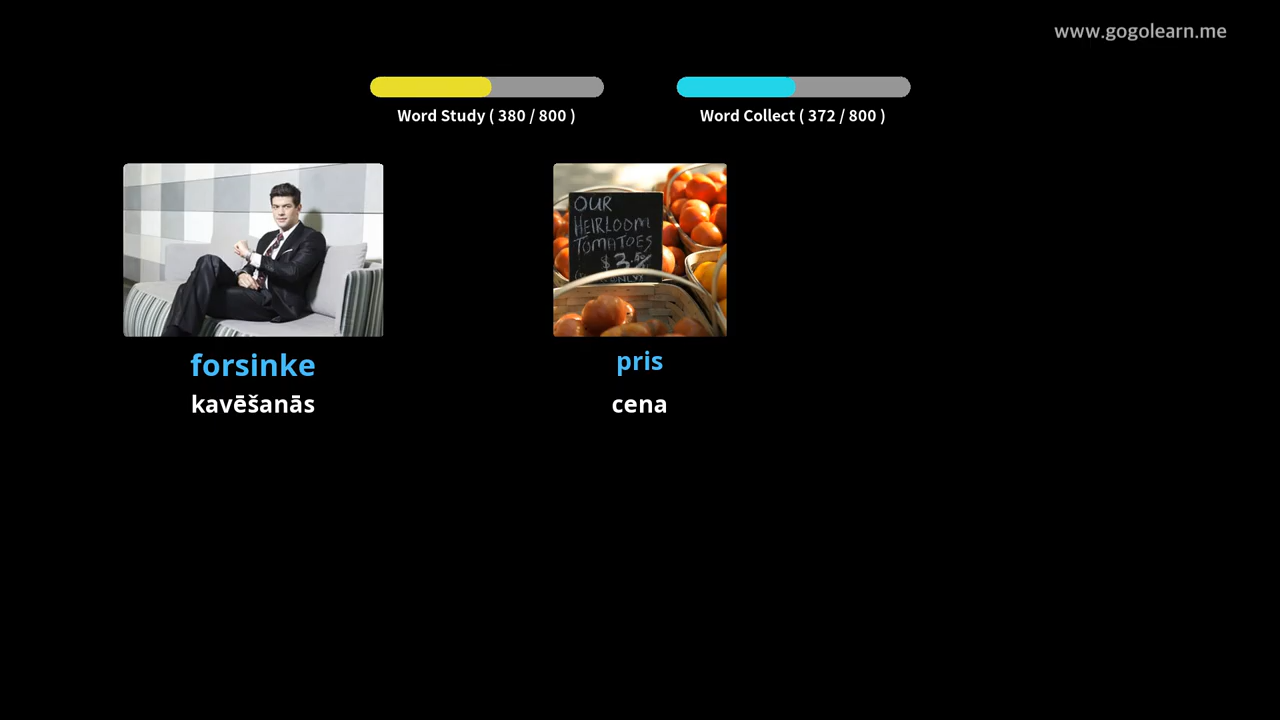 www.gogolearn.me
Word Study ( 380 / 800 )
Word Collect ( 372 / 800 )
OUR
HEIRLOOM
TOMATOES
forsinke
pris
kavēšanās
cena